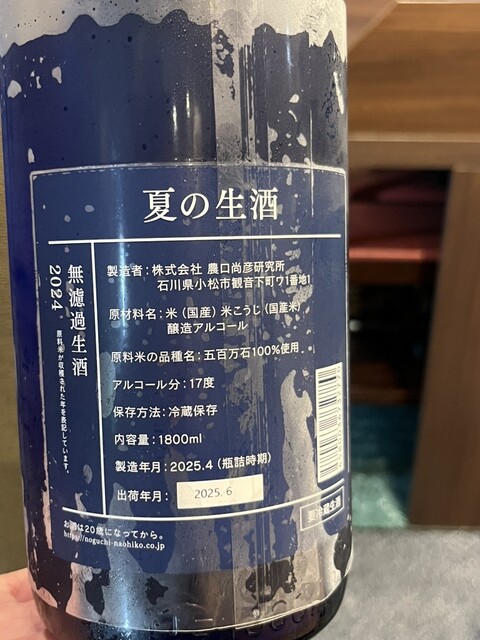 夏の生酒
無濾過生酒
2024
原料米が収穫された年を表記しています。
製造者：株式会社 農口尚彦研究所
石川県小松市観音下町ワ1番地1
原材料名：米（国産）米こうじ（国産米）
醸造アルコール
原料米の品種名：五百万石100%使用
アルコール分：17度
保存方法：冷蔵保存
内容量：1800ml
製造年月：2025.4（瓶詰時期）
出荷年月：2025.6
要冷蔵生酒
お酒は20歳になってから。
http://noguchi-naohiko.co.jp